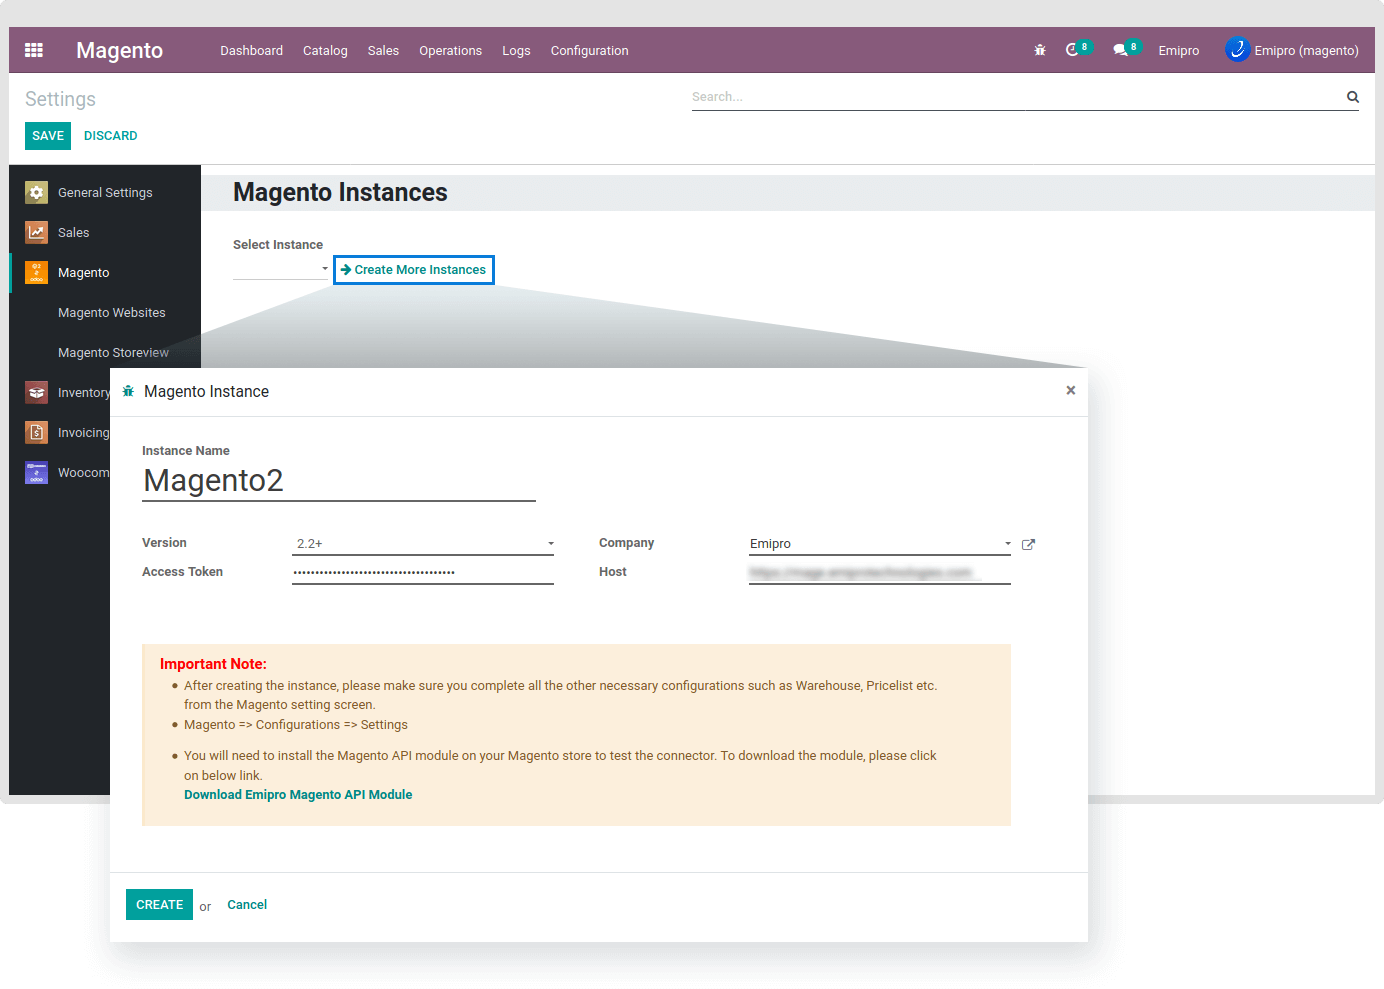 Magento
Dashboard Catalog Sales Operations Logs Configuration
8 8 Emipro Emipro (magento)
Settings
Search...
SAVE DISCARD
General Settings
Sales
Magento
Magento Websites
Magento Storeview
Inventory
Invoicing
Woocom
Magento Instances
Select Instance
Create More Instances
Magento Instance
×
Instance Name
Magento2
Version 2.2+ Company Emipro
Access Token Host
Important Note:
• After creating the instance, please make sure you complete all the other necessary configurations such as Warehouse, Pricelist etc.
from the Magento setting screen.
• Magento => Configurations => Settings
• You will need to install the Magento API module on your Magento store to test the connector. To download the module, please click
on below link.
Download Emipro Magento API Module
CREATE or Cancel